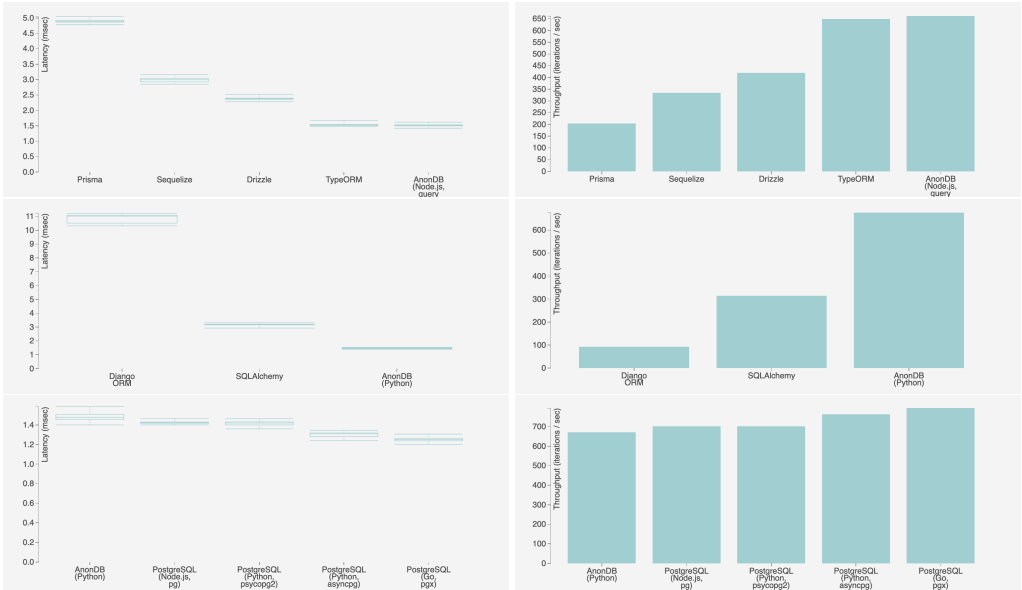 Latency (msec)
5.0
4.5
4.0
3.5
3.0
2.5
2.0
1.5
1.0
0.5
0.0
Prisma
Sequelize
Drizzle
TypeORM
AnonDB
(Node.js,
query
Throughput (iterations / sec)
650
600
550
500
450
400
350
300
250
200
150
100
50
0
Prisma
Sequelize
Drizzle
TypeORM
AnonDB
(Node.js,
query
Latency (msec)
11
10
9
8
7
6
5
4
3
2
1
0
Django
ORM
SQLAlchemy
AnonDB
(Python)
Throughput (iterations / sec)
600
500
400
300
200
100
0
Django
ORM
SQLAlchemy
AnonDB
(Python)
Latency (msec)
1.4
1.2
1.0
0.8
0.6
0.4
0.2
0.0
AnonDB
(Python)
PostgreSQL
(Node.js,
pg)
PostgreSQL
(Python,
psycopg2)
PostgreSQL
(Python,
asyncpg)
PostgreSQL
(Go,
pgx)
Throughput (iterations / sec)
700
600
500
400
300
200
100
0
AnonDB
(Python)
PostgreSQL
(Node.js,
pg)
PostgreSQL
(Python,
psycopg2)
PostgreSQL
(Python,
asyncpg)
PostgreSQL
(Go,
pgx)